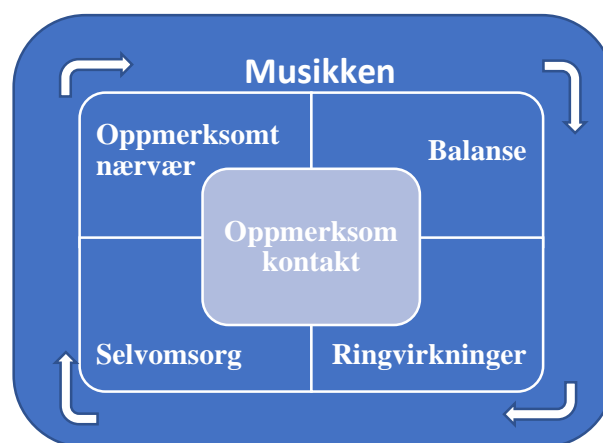 Musikken
Oppmerksomt
nærvær
Balanse
Oppmerksom
kontakt
Selvomsorg
Ringvirkninger